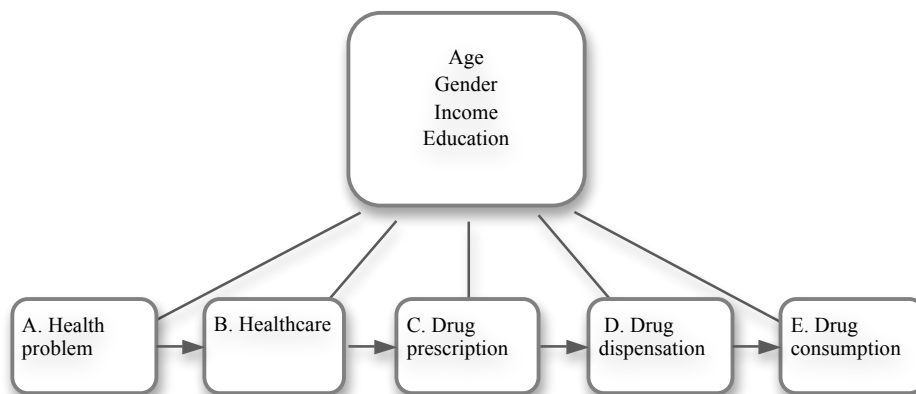 Age
Gender
Income
Education
A. Health
problem
B. Healthcare
C. Drug
prescription
D. Drug
dispensation
E. Drug
consumption